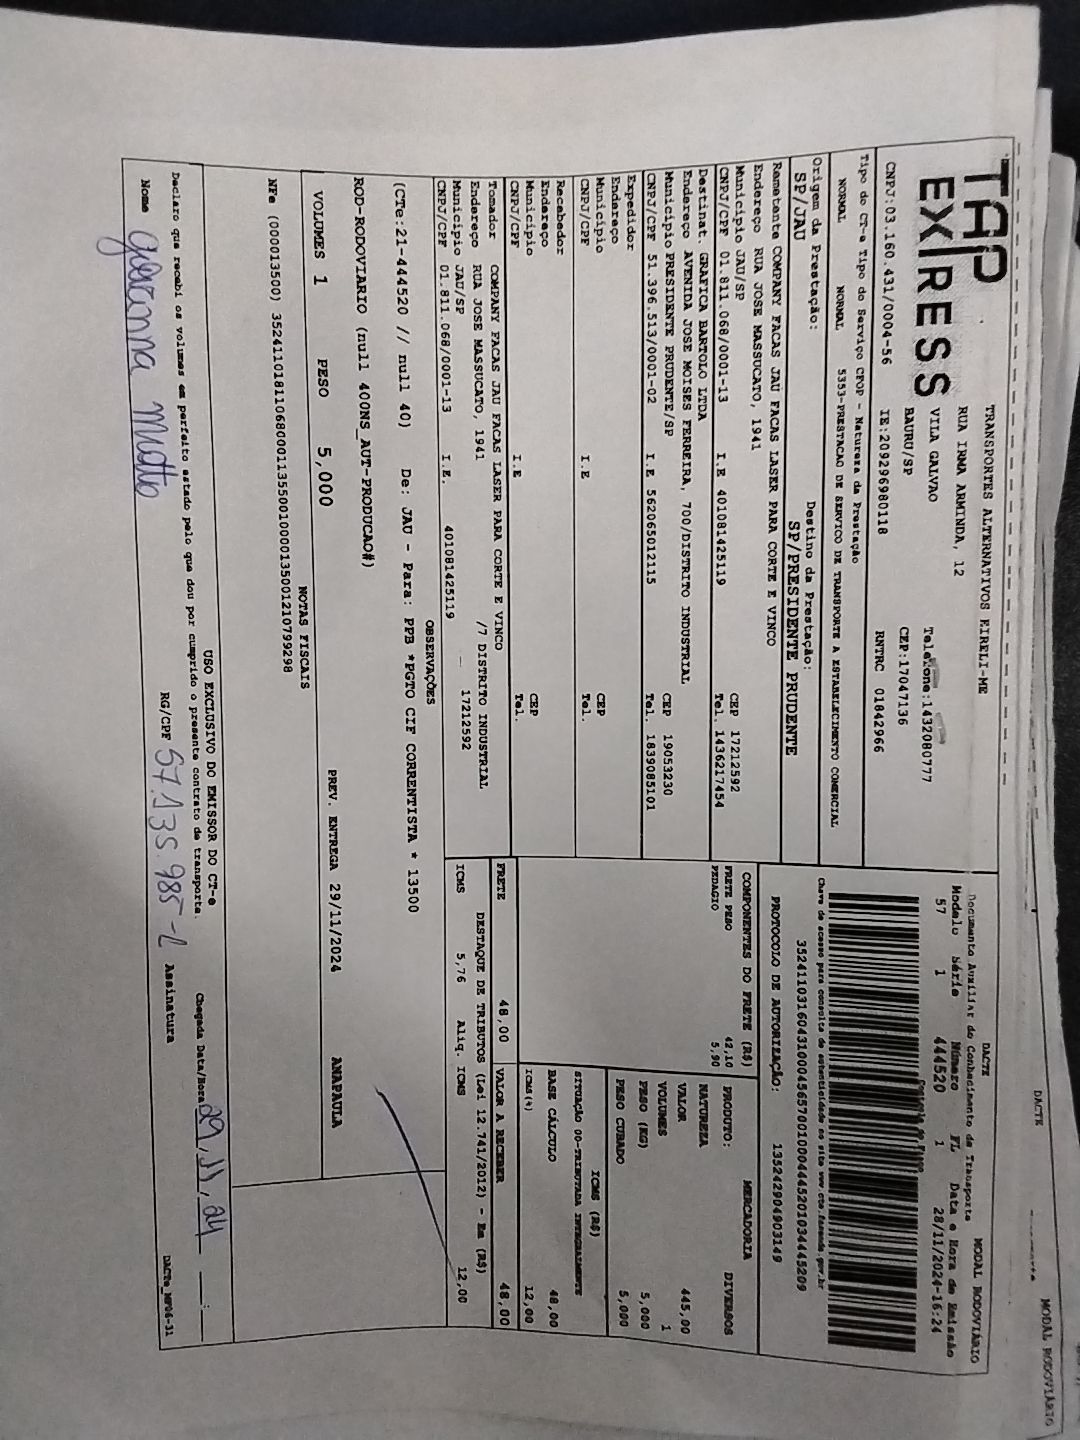 TAP
EX/RESS
TRANSPORTES ALTERNATIVOS EIRELI-ME
RUA IRMA ARMINDA, 12
VILA GALVAO Telefone:1432080777
BAURU/SP CEP:17047136
CNPJ:03.160.431/0004-56 IE:209296980118 RNTRC 01842966
Tipo do CT-e Tipo do Serviço CFOP - Natureza da Prestação
NORMAL NORMAL 5353-PRESTACAO DE SERVICO DE TRANSPORTE A ESTABELECIMENTO COMERCIAL
Origem da Prestação: Destino da Prestação:
SP/JAU SP/PRESIDENTE PRUDENTE
Remetente COMPANY FACAS JAU FACAS LASER PARA CORTE E VINCO
Endereço RUA JOSE MASSUCATO, 1941
Município JAU/SP CEP 17212592
CNPJ/CPF 01.811.068/0001-13 I.E 401081425119 Tel. 1436217454
Destinat. GRAFICA BARTOLO LTDA
Endereço AVENIDA JOSE MOISES FERREIRA, 700/DISTRITO INDUSTRIAL
Município PRESIDENTE PRUDENTE/SP CEP 19053230
CNPJ/CPF 51.396.513/0001-02 I.E 562065012115 Tel. 1839085101
Expedidor
Endereço
Município CEP
CNPJ/CPF I.E Tel.
Recebedor
Endereço
Município CEP
CNPJ/CPF I.E Tel.
Tomador COMPANY FACAS JAU FACAS LASER PARA CORTE E VINCO
Endereço RUA JOSE MASSUCATO, 1941 /7 DISTRITO INDUSTRIAL
Município JAU/SP 17212592
CNPJ/CPF 01.811.068/0001-13 I.E. 401081425119
DACTE MODAL RODOVIÁRIO
Documento Auxiliar do Conhecimento de Transporte
Modelo Série Número FL Data e Hora de Emissão
57 1 444520 1 28/11/2024-16:24
Chave de acesso para consulta de autenticidade no site www.cte.fazenda.gov.br
35241103160431000456570010004445201034445209
PROTOCOLO DE AUTORIZAÇÃO: 135242904903149
COMPONENTES DO FRETE (R$)
FRETE PESO 42,10
PEDAGIO 5,90
MERCADORIA
PRODUTO: DIVERSOS
NATUREZA
VALOR 445,00
VOLUMES 1
PESO (KG) 5,000
PESO CUBADO 5,000
ICMS (R$)
SITUAÇÃO 00-TRIBUTADA INTEGRALMENTE
BASE CÁLCULO 48,00
ICMS(%) 12,00
FRETE 48,00 VALOR A RECEBER 48,00
DESTAQUE DE TRIBUTOS (Lei 12.741/2012) - Em (R$)
ICMS 5,76 Aliq. ICMS 12,00
OBSERVAÇÕES
(CTe:21-444520 // null 40) De: JAU - Para: PPB *PGTO CIF CORRENTISTA * 13500
ROD-RODOVIARIO (null 400NS_AUT-PRODUCAO#)
VOLUMES 1 PESO 5,000 PREV. ENTREGA 29/11/2024 ANAPAULA
NOTAS FISCAIS
NFe (000013500) 35241101811068000113550010000135001210799298
USO EXCLUSIVO DO EMISSOR DO CT-e
Declaro que recebi os volumes em perfeito estado pelo que dou por cumprido o presente contrato de transporte. Chegada Data/Hora 29/11/24 __:__
Nome RG/CPF 57.135.985-1 Assinatura
DACTe_MP06-31
DACTE
MODAL RODOVIÁRIO